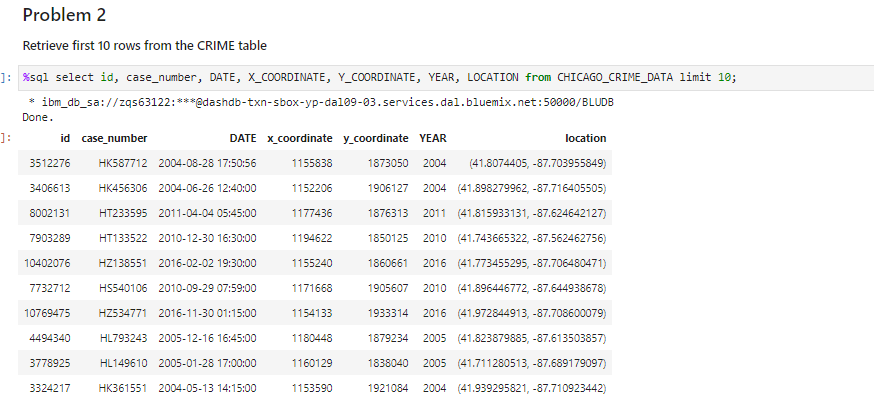 Problem 2
Retrieve first 10 rows from the CRIME table
]: %sql select id, case_number, DATE, X_COORDINATE, Y_COORDINATE, YEAR, LOCATION from CHICAGO_CRIME_DATA limit 10;
* ibm_db_sa://zqs63122:***@dashdb-txn-sbox-yp-dal09-03.services.dal.bluemix.net:50000/BLUDB
Done.
]: id case_number DATE x_coordinate y_coordinate YEAR location
3512276 HK587712 2004-08-28 17:50:56 1155838 1873050 2004 (41.8074405, -87.703955849)
3406613 HK456306 2004-06-26 12:40:00 1152206 1906127 2004 (41.898279962, -87.716405505)
8002131 HT233595 2011-04-04 05:45:00 1177436 1876313 2011 (41.815933131, -87.624642127)
7903289 HT133522 2010-12-30 16:30:00 1194622 1850125 2010 (41.743665322, -87.562462756)
10402076 HZ138551 2016-02-02 19:30:00 1155240 1860661 2016 (41.773455295, -87.706480471)
7732712 HS540106 2010-09-29 07:59:00 1171668 1905607 2010 (41.896446772, -87.644938678)
10769475 HZ534771 2016-11-30 01:15:00 1154133 1933314 2016 (41.972844913, -87.708600079)
4494340 HL793243 2005-12-16 16:45:00 1180448 1879234 2005 (41.823879885, -87.613503857)
3778925 HL149610 2005-01-28 17:00:00 1160129 1838040 2005 (41.711280513, -87.689179097)
3324217 HK361551 2004-05-13 14:15:00 1153590 1921084 2004 (41.939295821, -87.710923442)